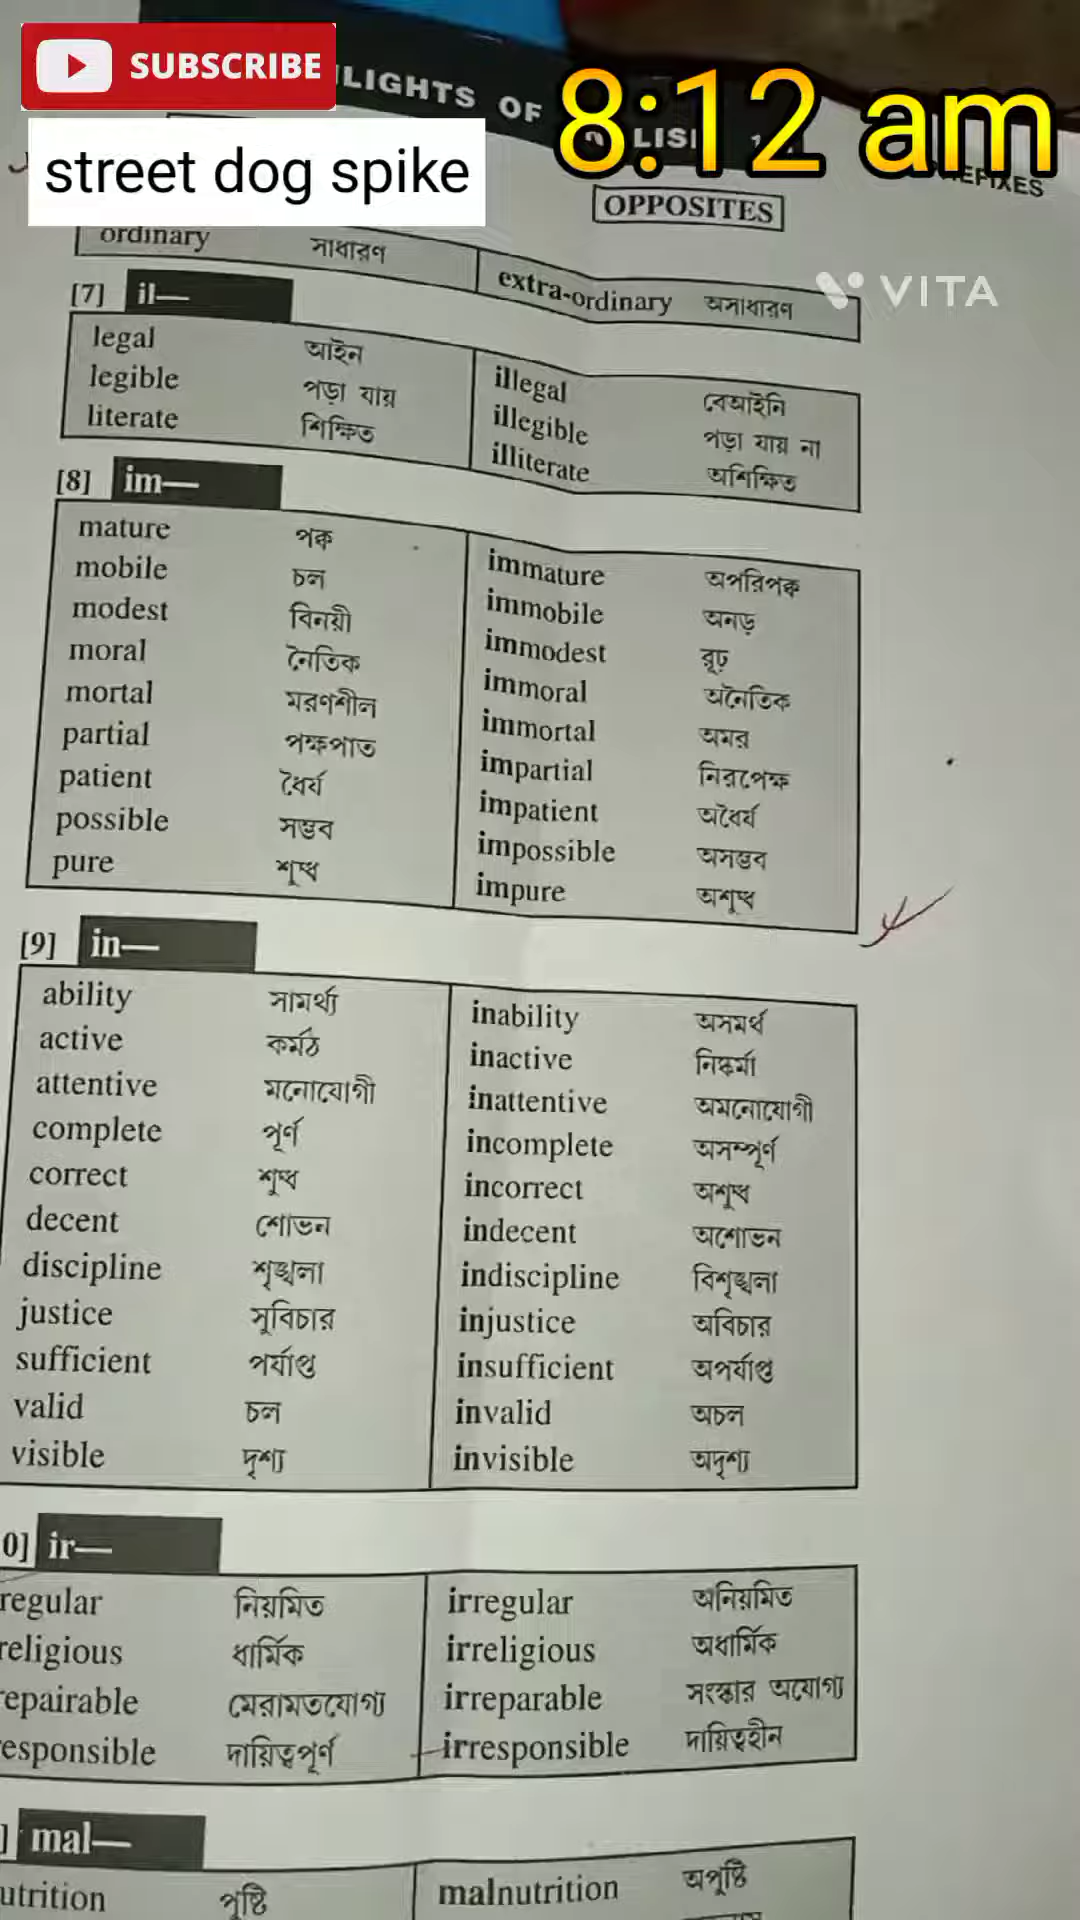 SUBSCRIBE
LIGHTS OF
8:12 am
street dog spike
PREFIXES
OPPOSITES
ordinary সাধারণ extra-ordinary অসাধারণ
VITA
[7] il—
legal আইন illegal বেআইনি
legible পড়া যায় illegible পড়া যায় না
literate শিক্ষিত illiterate অশিক্ষিত
[8] im—
mature পক্ব immature অপরিপক্ব
mobile চল immobile অনড়
modest বিনয়ী immodest রূঢ়
moral নৈতিক immoral অনৈতিক
mortal মরণশীল immortal অমর
partial পক্ষপাত impartial নিরপেক্ষ
patient ধৈর্য impatient অধৈর্য
possible সম্ভব impossible অসম্ভব
pure শুদ্ধ impure অশুদ্ধ
[9] in—
ability সামর্থ্য inability অসমর্থ
active কর্মঠ inactive নিষ্কর্মা
attentive মনোযোগী inattentive অমনোযোগী
complete পূর্ণ incomplete অসম্পূর্ণ
correct শুদ্ধ incorrect অশুদ্ধ
decent শোভন indecent অশোভন
discipline শৃঙ্খলা indiscipline বিশৃঙ্খলা
justice সুবিচার injustice অবিচার
sufficient পর্যাপ্ত insufficient অপর্যাপ্ত
valid চল invalid অচল
visible দৃশ্য invisible অদৃশ্য
0] ir—
regular নিয়মিত irregular অনিয়মিত
religious ধার্মিক irreligious অধার্মিক
repairable মেরামতযোগ্য irreparable সংস্কার অযোগ্য
esponsible দায়িত্বপূর্ণ irresponsible দায়িত্বহীন
] mal—
utrition পুষ্টি malnutrition অপুষ্টি